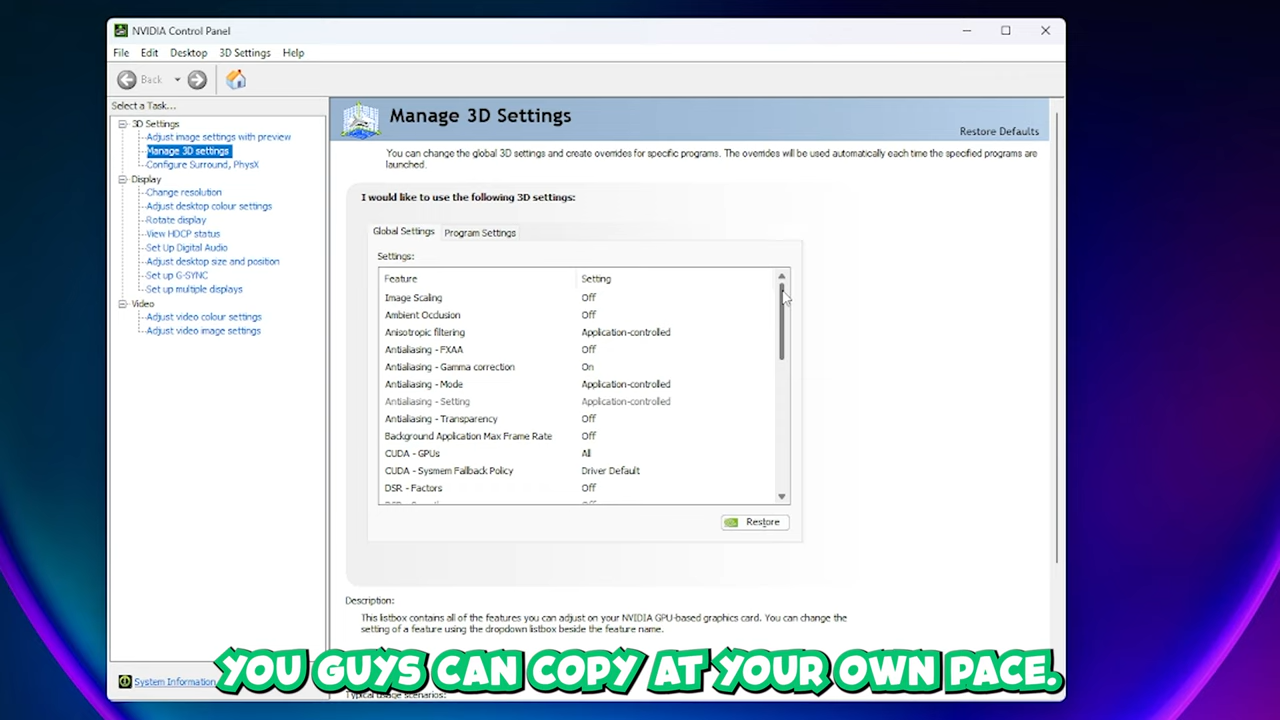 NVIDIA Control Panel
File Edit Desktop 3D Settings Help
Back
Select a Task...
3D Settings
Adjust image settings with preview
Manage 3D settings
Configure Surround, PhysX
Display
Change resolution
Adjust desktop colour settings
Rotate display
View HDCP status
Set Up Digital Audio
Adjust desktop size and position
Set up G-SYNC
Set up multiple displays
Video
Adjust video colour settings
Adjust video image settings
System Information
Manage 3D Settings
Restore Defaults
You can change the global 3D settings and create overrides for specific programs. The overrides will be used automatically each time the specified programs are
launched.
I would like to use the following 3D settings:
Global Settings Program Settings
Settings:
Feature Setting
Image Scaling Off
Ambient Occlusion Off
Anisotropic filtering Application-controlled
Antialiasing - FXAA Off
Antialiasing - Gamma correction On
Antialiasing - Mode Application-controlled
Antialiasing - Setting Application-controlled
Antialiasing - Transparency Off
Background Application Max Frame Rate Off
CUDA - GPUs All
CUDA - Sysmem Fallback Policy Driver Default
DSR - Factors Off
Restore
Description:
This listbox contains all of the features you can adjust on your NVIDIA GPU-based graphics card. You can change the
setting of a feature using the dropdown listbox beside the feature name.
YOU GUYS CAN COPY AT YOUR OWN PACE.
Typical usage scenarios: